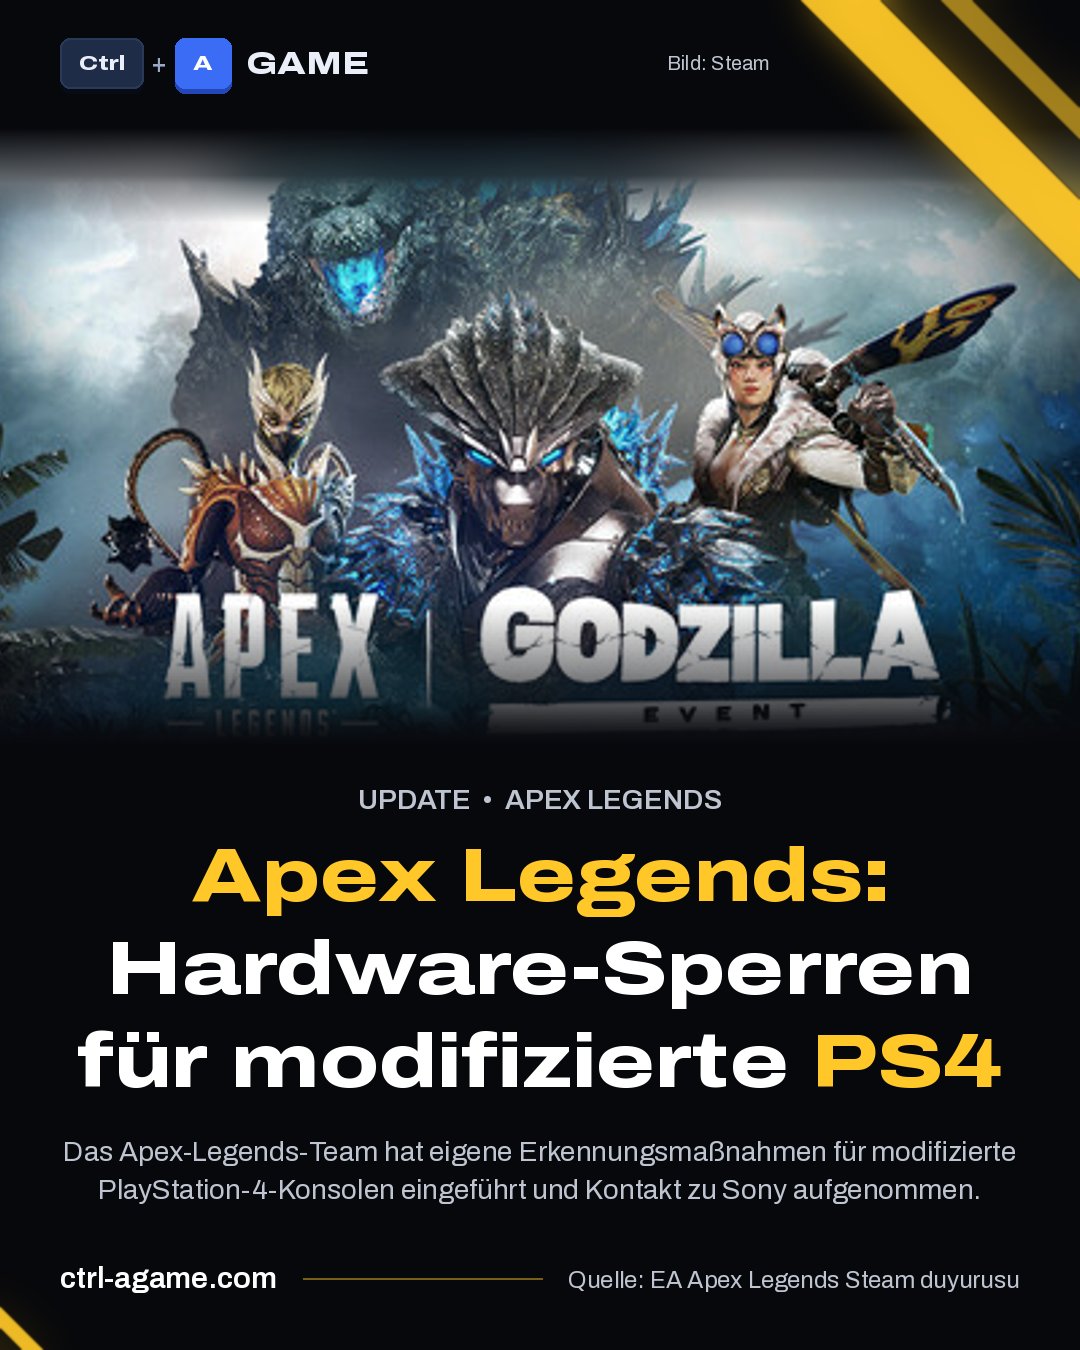 Ctrl + A GAME
Bild: Steam
APEX LEGENDS
GODZILLA
EVENT
UPDATE • APEX LEGENDS
Apex Legends:
Hardware-Sperren
für modifizierte PS4
Das Apex-Legends-Team hat eigene Erkennungsmaßnahmen für modifizierte
PlayStation-4-Konsolen eingeführt und Kontakt zu Sony aufgenommen.
ctrl-agame.com
Quelle: EA Apex Legends Steam duyurusu